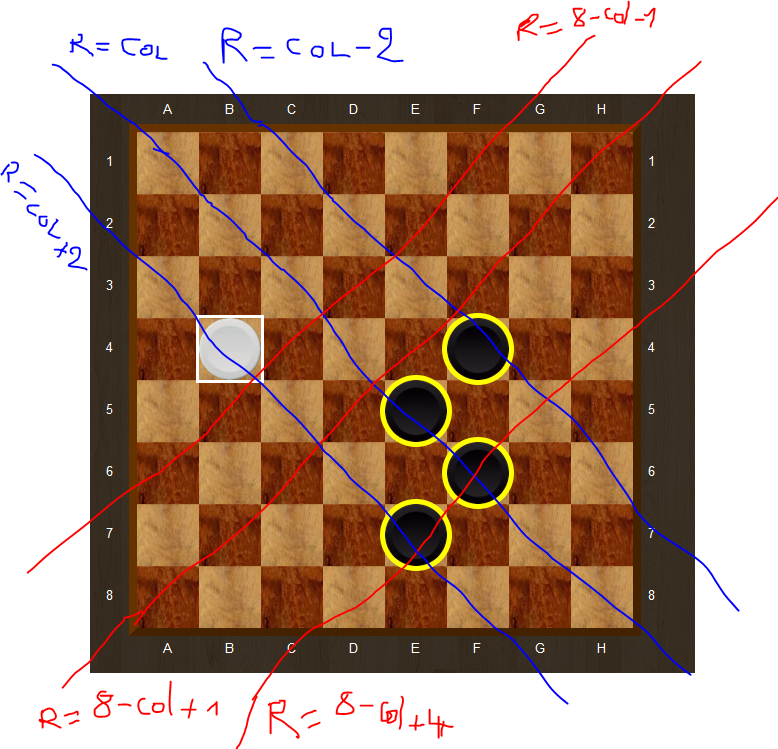 R=8-col-1
R=COL
R=COL-2
A B C D E F G H
1 1
R=COL+2
2 2
3 3
4 4
5 5
6 6
7 7
8 8
A B C D E F G H
R=8-col+1
R=8-col+4